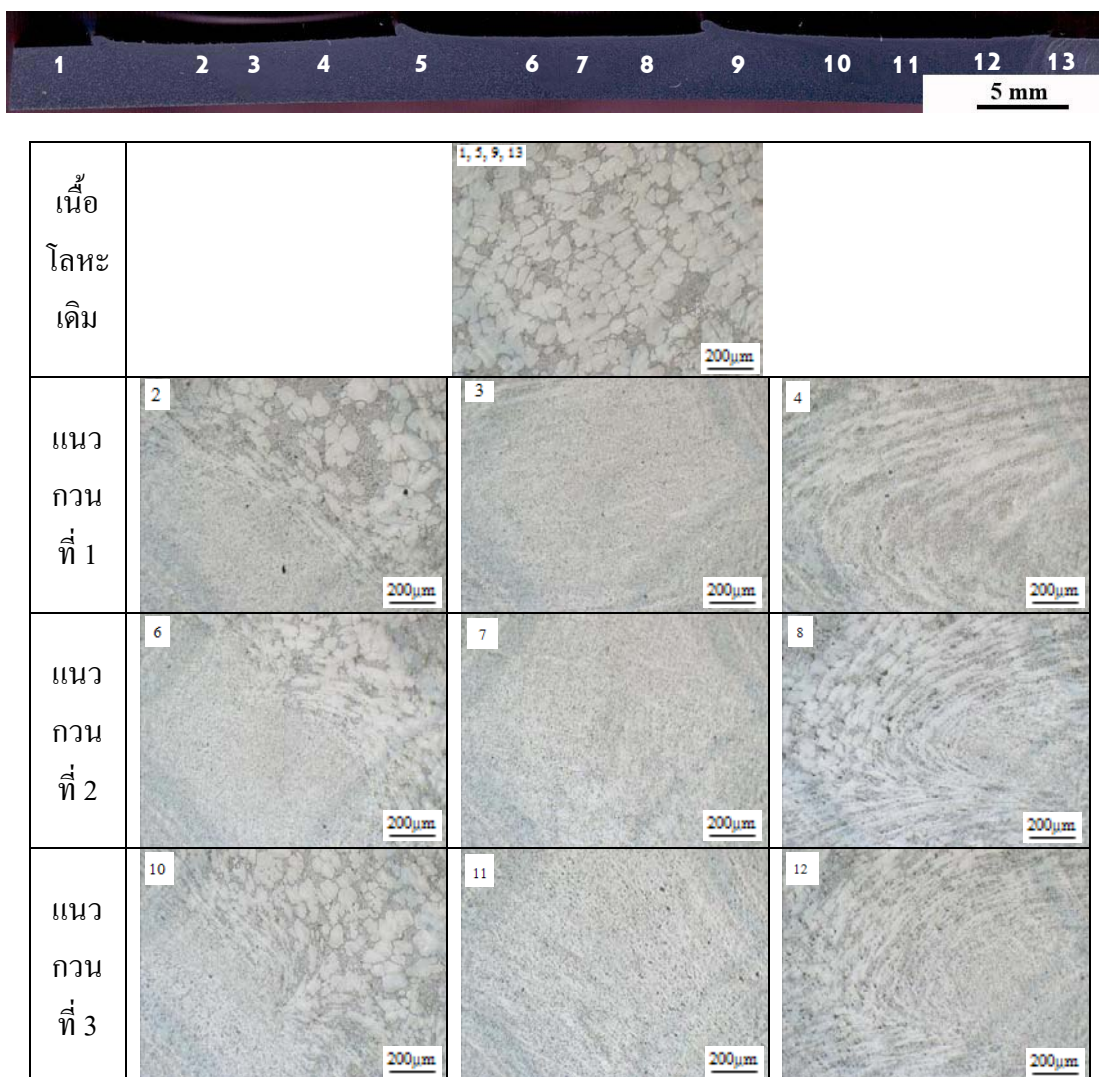 1 2 3 4 5 6 7 8 9 10 11 12 13
5 mm
เนื้อ
โลหะ
เดิม
1, 5, 9, 13
200μm
แนว
กวน
ที่ 1
2
200μm
3
200μm
4
200μm
แนว
กวน
ที่ 2
6
200μm
7
200μm
8
200μm
แนว
กวน
ที่ 3
10
200μm
11
200μm
12
200μm